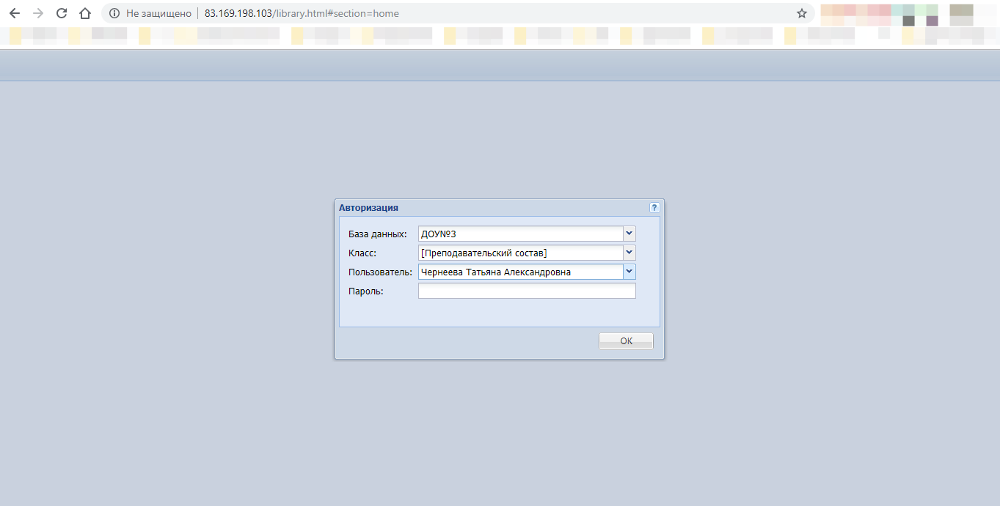 Не защищено 83.169.198.103/library.html#section=home
Авторизация ?
База данных: ДОУ№3
Класс: [Преподавательский состав]
Пользователь: Чернеева Татьяна Александровна
Пароль:
OK